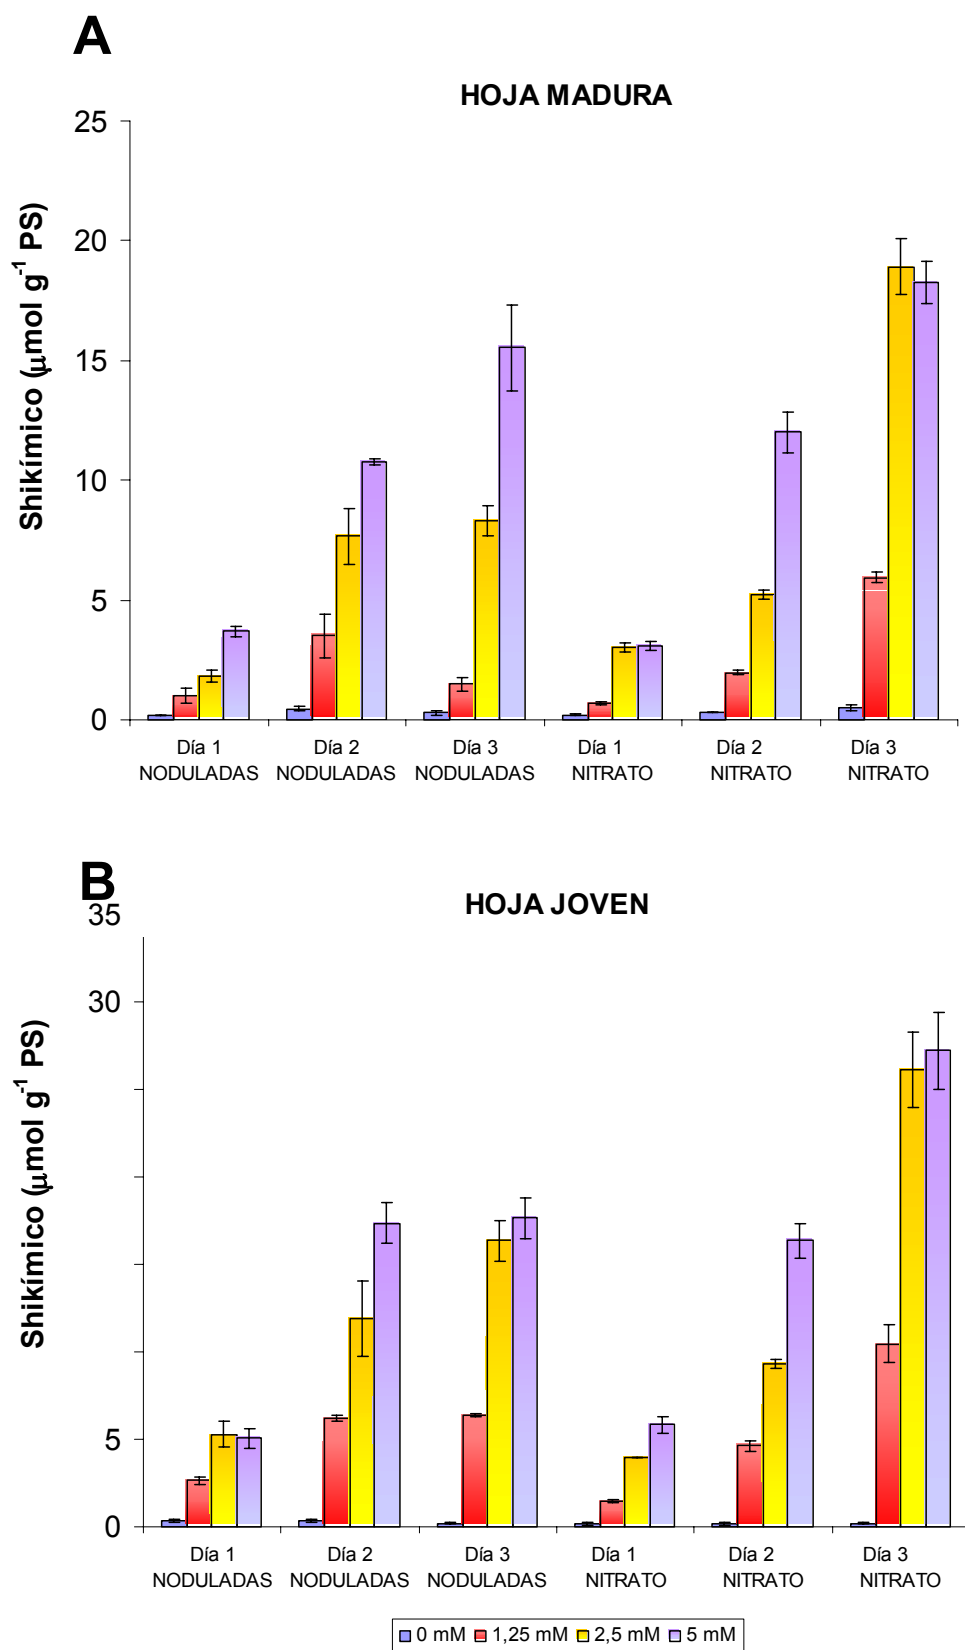 A
HOJA MADURA
25
20
15
10
5
0
Shikímico (μmol g⁻¹ PS)
Día 1 Día 2 Día 3 Día 1 Día 2 Día 3
NODULADAS NODULADAS NODULADAS NITRATO NITRATO NITRATO
B
HOJA JOVEN
35
30
5
0
Shikímico (μmol g⁻¹ PS)
Día 1 Día 2 Día 3 Día 1 Día 2 Día 3
NODULADAS NODULADAS NODULADAS NITRATO NITRATO NITRATO
0 mM 1,25 mM 2,5 mM 5 mM